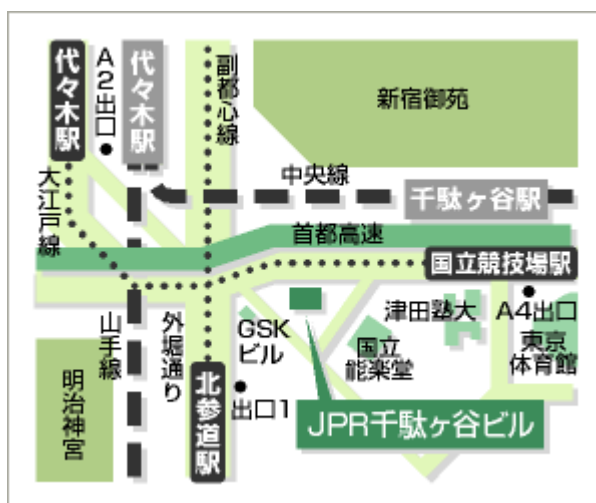 代々木駅
A2出口
代々木駅
副都心線
新宿御苑
大江戸線
中央線
千駄ヶ谷駅
首都高速
国立競技場駅
山手線
外堀通り
GSK
ビル
国立
能楽堂
津田塾大
A4出口
東京
体育館
明治神宮
北参道駅
出口1
JPR千駄ヶ谷ビル